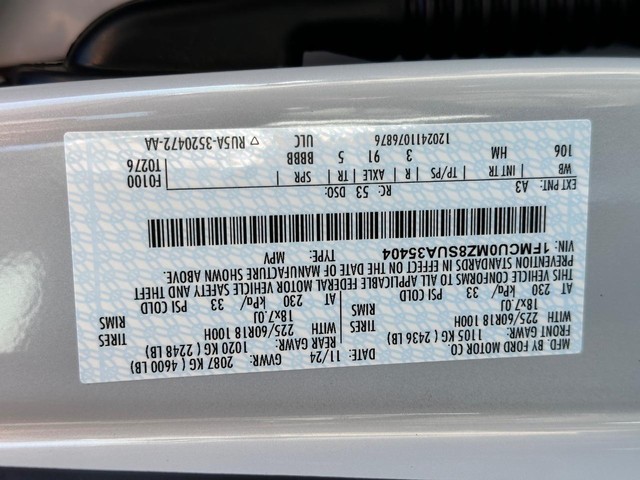 MFD. BY FORD MOTOR CO.
DATE: 11/24 GVWR: 2087 KG ( 4600 LB)
FRONT GAWR: 1105 KG ( 2436 LB) REAR GAWR: 1020 KG ( 2248 LB)
WITH 225/60R18 100H TIRES WITH 225/60R18 100H TIRES
18x7.0J RIMS 18x7.0J RIMS
AT 230 kPa/ 33 PSI COLD AT 230 kPa/ 33 PSI COLD
THIS VEHICLE CONFORMS TO ALL APPLICABLE FEDERAL MOTOR VEHICLE SAFETY AND THEFT
PREVENTION STANDARDS IN EFFECT ON THE DATE OF MANUFACTURE SHOWN ABOVE.
VIN: 1FMCU0MZ8SUA35404 TYPE: MPV
EXT PNT: A3 RC: 53 DSO: F0100
WB INT TR TP/PS R AXLE TR SPR T0276
106 HM 3 91 5 BBBB
1202411076876 ULC ▽ RU5A-3520472-AA